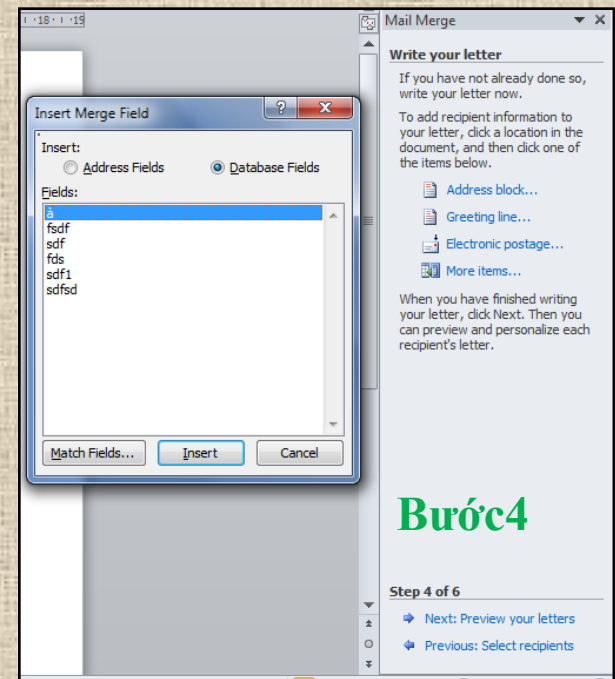 18 19
Mail Merge
Write your letter
If you have not already done so,
write your letter now.
To add recipient information to
your letter, click a location in the
document, and then click one of
the items below.
Address block...
Greeting line...
Electronic postage...
More items...
When you have finished writing
your letter, click Next. Then you
can preview and personalize each
recipient's letter.
Bước4
Step 4 of 6
Next: Preview your letters
Previous: Select recipients
Insert Merge Field
Insert:
Address Fields Database Fields
Fields:
à
fsdf
sdf
fds
sdf1
sdfsd
Match Fields... Insert Cancel